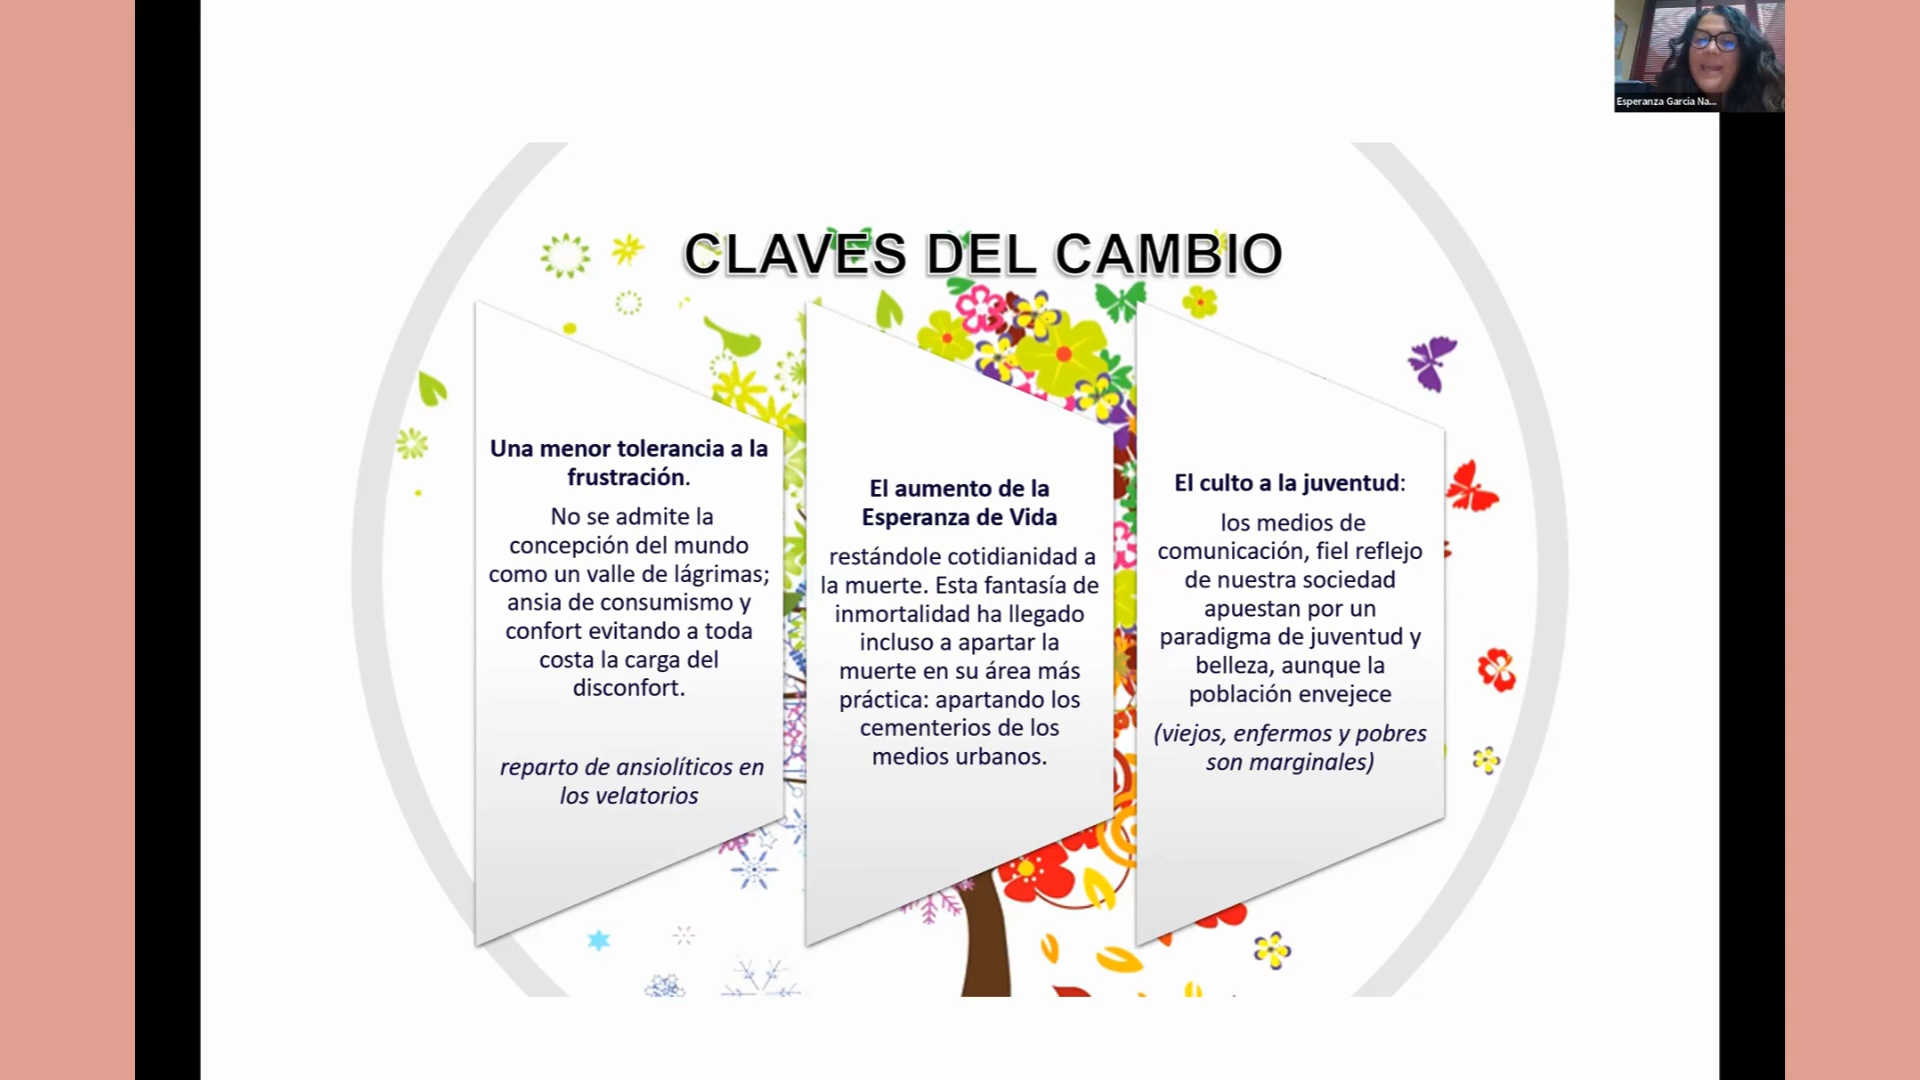 Esperanza Garcia Na...
CLAVES DEL CAMBIO
Una menor tolerancia a la
frustración.
No se admite la
concepción del mundo
como un valle de lágrimas;
ansia de consumismo y
confort evitando a toda
costa la carga del
disconfort.
reparto de ansiolíticos en
los velatorios
El aumento de la
Esperanza de Vida
restándole cotidianidad a
la muerte. Esta fantasía de
inmortalidad ha llegado
incluso a apartar la
muerte en su área más
práctica: apartando los
cementerios de los
medios urbanos.
El culto a la juventud:
los medios de
comunicación, fiel reflejo
de nuestra sociedad
apuestan por un
paradigma de juventud y
belleza, aunque la
población envejece
(viejos, enfermos y pobres
son marginales)